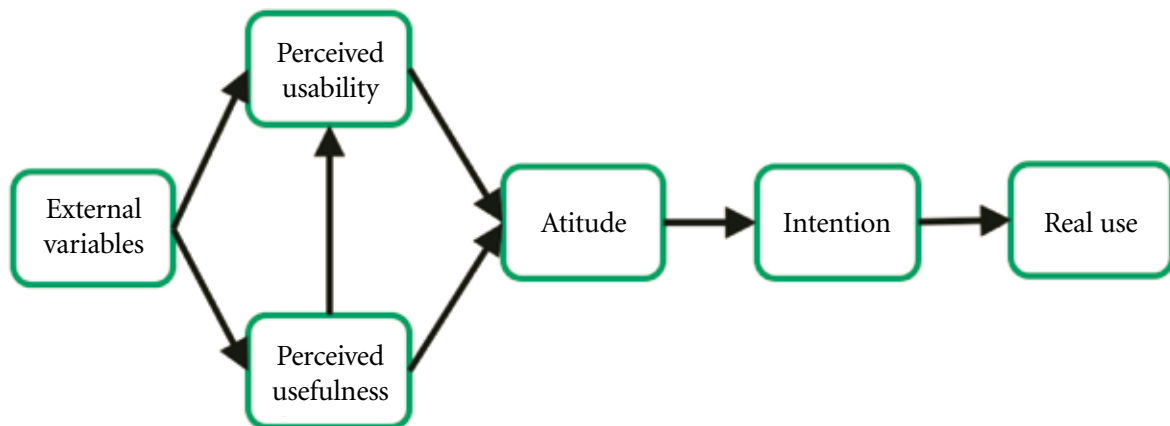 Perceived
usability
External
variables
Atitude
Intention
Real use
Perceived
usefulness